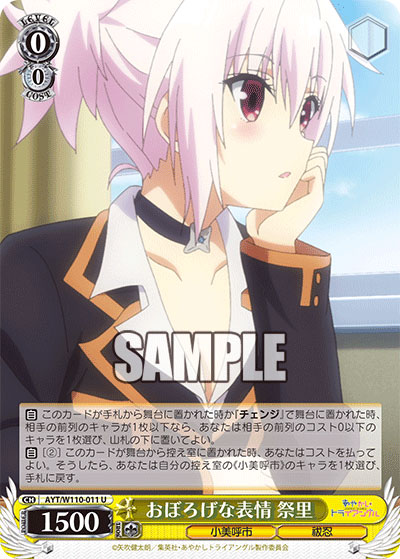 LEVEL
0
0
COST
SAMPLE
自 このカードが手札から舞台に置かれた時か『チェンジ』で舞台に置かれた時、
相手の前列のキャラが1枚以下なら、あなたは相手の前列のコスト0以下の
キャラを1枚選び、山札の下に置いてよい。
自 [②] このカードが舞台から控え室に置かれた時、あなたはコストを払って
よい。そうしたら、あなたは自分の控え室の《小美呼市》のキャラを1枚選び、
手札に戻す。
CH AYT/W110-011 U
おぼろげな表情 祭里
あやかし
トライアングル
1500
小美呼市
祓忍
©矢吹健太朗／集英社・あやかしトライアングル製作委員会